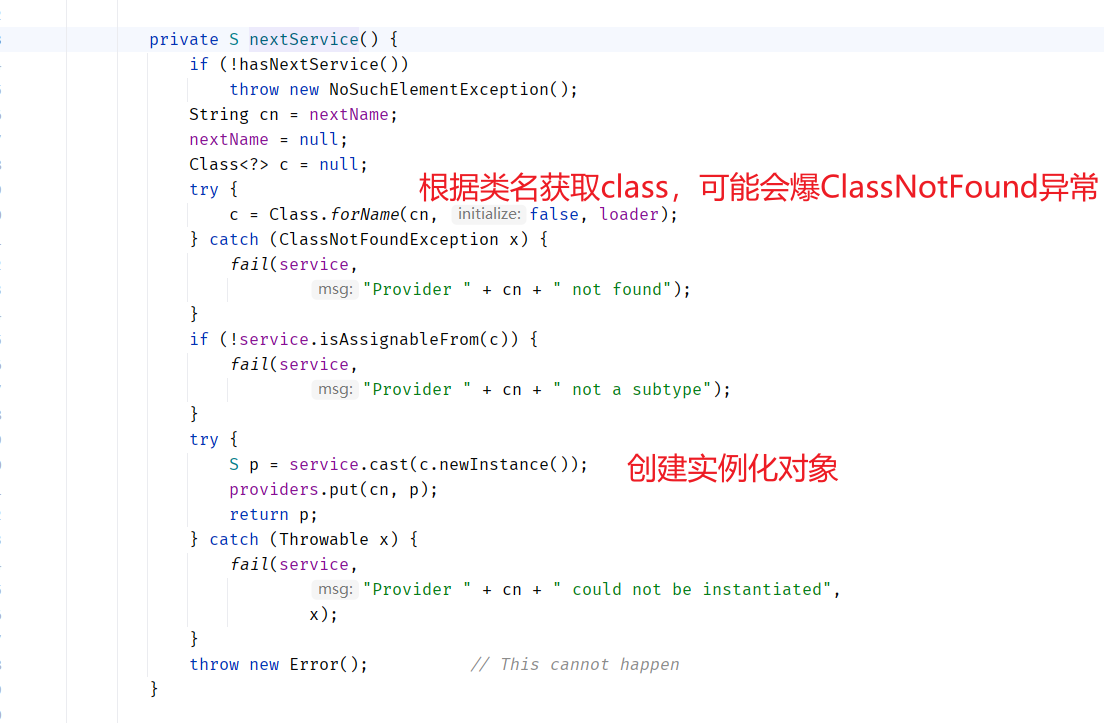 private S nextService() {
if (!hasNextService())
throw new NoSuchElementException();
String cn = nextName;
nextName = null;
Class<?> c = null;
根据类名获取class，可能会爆ClassNotFound异常
try {
c = Class.forName(cn, initialize: false, loader);
} catch (ClassNotFoundException x) {
fail(service,
msg: "Provider " + cn + " not found");
}
if (!service.isAssignableFrom(c)) {
fail(service,
msg: "Provider " + cn + " not a subtype");
}
try {
S p = service.cast(c.newInstance());
创建实例化对象
providers.put(cn, p);
return p;
} catch (Throwable x) {
fail(service,
msg: "Provider " + cn + " could not be instantiated",
x);
}
throw new Error(); // This cannot happen
}